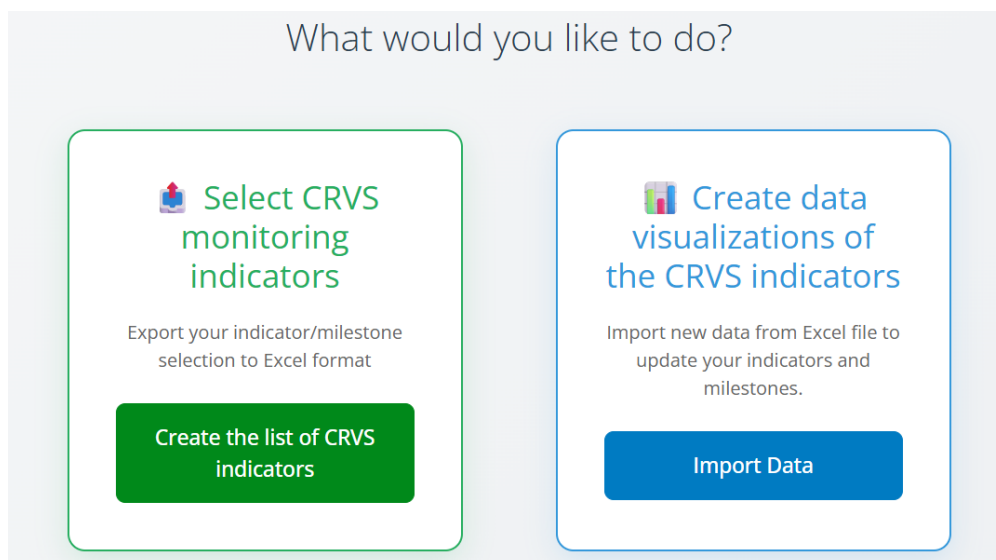 What would you like to do?
Select CRVS
monitoring
indicators
Export your indicator/milestone
selection to Excel format
Create the list of CRVS
indicators
Create data
visualizations of
the CRVS indicators
Import new data from Excel file to
update your indicators and
milestones.
Import Data